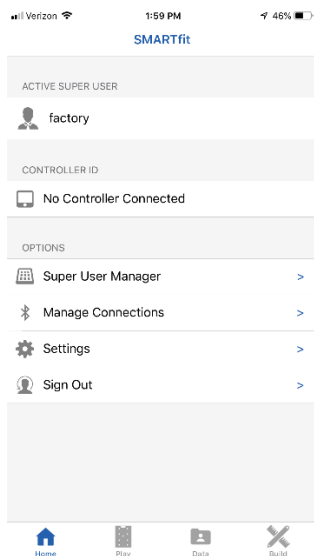 Verizon 1:59 PM 46%
SMARTfit
ACTIVE SUPER USER
factory
CONTROLLER ID
No Controller Connected
OPTIONS
Super User Manager >
Manage Connections >
Settings >
Sign Out >
Home Play Data Build